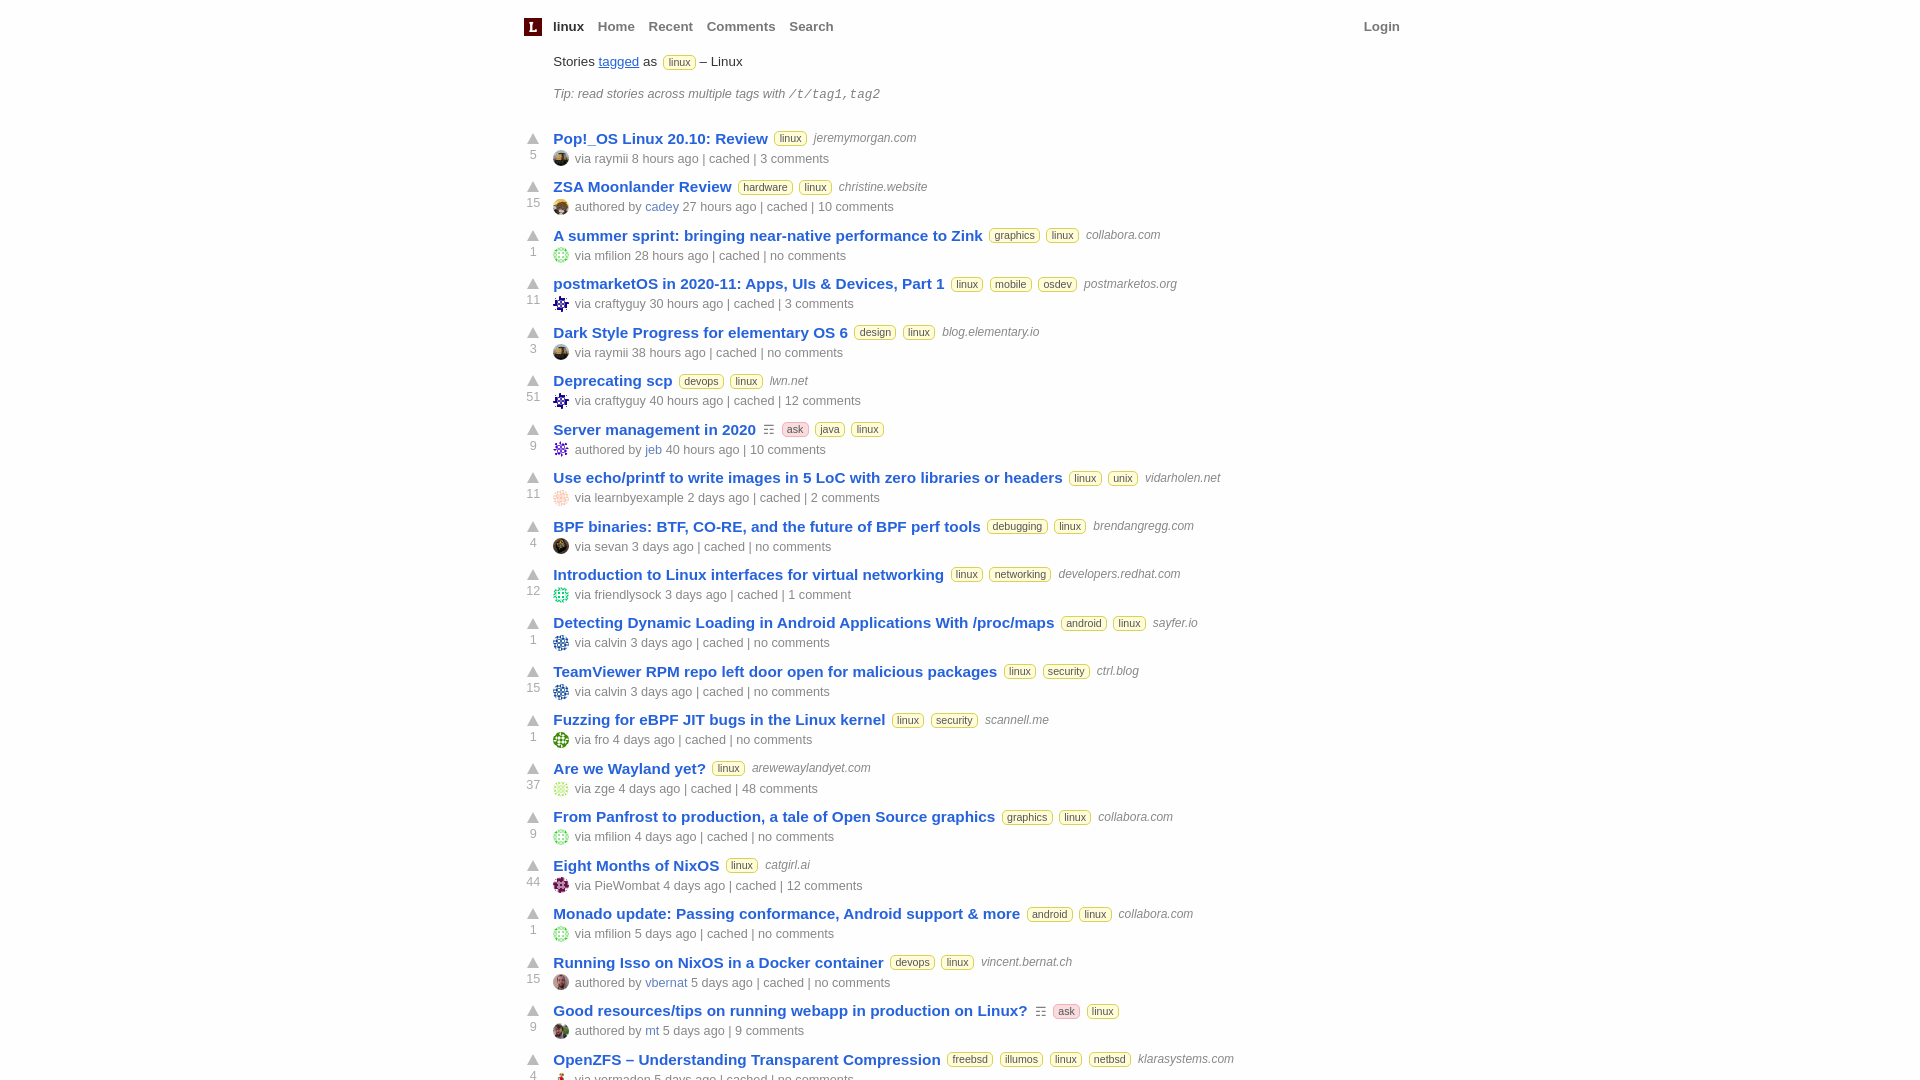 L linux Home Recent Comments Search Login
Stories tagged as linux – Linux
Tip: read stories across multiple tags with /t/tag1,tag2
Pop!_OS Linux 20.10: Review linux jeremymorgan.com
5 via raymii 8 hours ago | cached | 3 comments
ZSA Moonlander Review hardware linux christine.website
15 authored by cadey 27 hours ago | cached | 10 comments
A summer sprint: bringing near-native performance to Zink graphics linux collabora.com
1 via mfilion 28 hours ago | cached | no comments
postmarketOS in 2020-11: Apps, UIs & Devices, Part 1 linux mobile osdev postmarketos.org
11 via craftyguy 30 hours ago | cached | 3 comments
Dark Style Progress for elementary OS 6 design linux blog.elementary.io
3 via raymii 38 hours ago | cached | no comments
Deprecating scp devops linux lwn.net
51 via craftyguy 40 hours ago | cached | 12 comments
Server management in 2020 ☶ ask java linux
9 authored by jeb 40 hours ago | 10 comments
Use echo/printf to write images in 5 LoC with zero libraries or headers linux unix vidarholen.net
11 via learnbyexample 2 days ago | cached | 2 comments
BPF binaries: BTF, CO-RE, and the future of BPF perf tools debugging linux brendangregg.com
4 via sevan 3 days ago | cached | no comments
Introduction to Linux interfaces for virtual networking linux networking developers.redhat.com
12 via friendlysock 3 days ago | cached | 1 comment
Detecting Dynamic Loading in Android Applications With /proc/maps android linux sayfer.io
1 via calvin 3 days ago | cached | no comments
TeamViewer RPM repo left door open for malicious packages linux security ctrl.blog
15 via calvin 3 days ago | cached | no comments
Fuzzing for eBPF JIT bugs in the Linux kernel linux security scannell.me
1 via fro 4 days ago | cached | no comments
Are we Wayland yet? linux arewewaylandyet.com
37 via zge 4 days ago | cached | 48 comments
From Panfrost to production, a tale of Open Source graphics graphics linux collabora.com
9 via mfilion 4 days ago | cached | no comments
Eight Months of NixOS linux catgirl.ai
44 via PieWombat 4 days ago | cached | 12 comments
Monado update: Passing conformance, Android support & more android linux collabora.com
1 via mfilion 5 days ago | cached | no comments
Running Isso on NixOS in a Docker container devops linux vincent.bernat.ch
15 authored by vbernat 5 days ago | cached | no comments
Good resources/tips on running webapp in production on Linux? ☶ ask linux
9 authored by mt 5 days ago | 9 comments
OpenZFS – Understanding Transparent Compression freebsd illumos linux netbsd klarasystems.com
4 via vermaden 5 days ago | cached | no comments